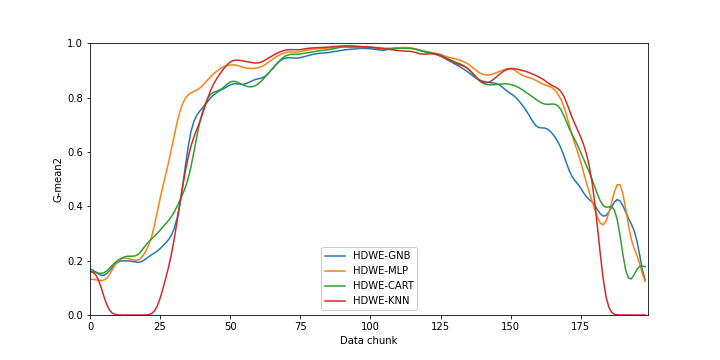 1.0
0.8
0.6
0.4
0.2
0.0
G-mean2
HDWE-GNB
HDWE-MLP
HDWE-CART
HDWE-KNN
0 25 50 75 100 125 150 175
Data chunk